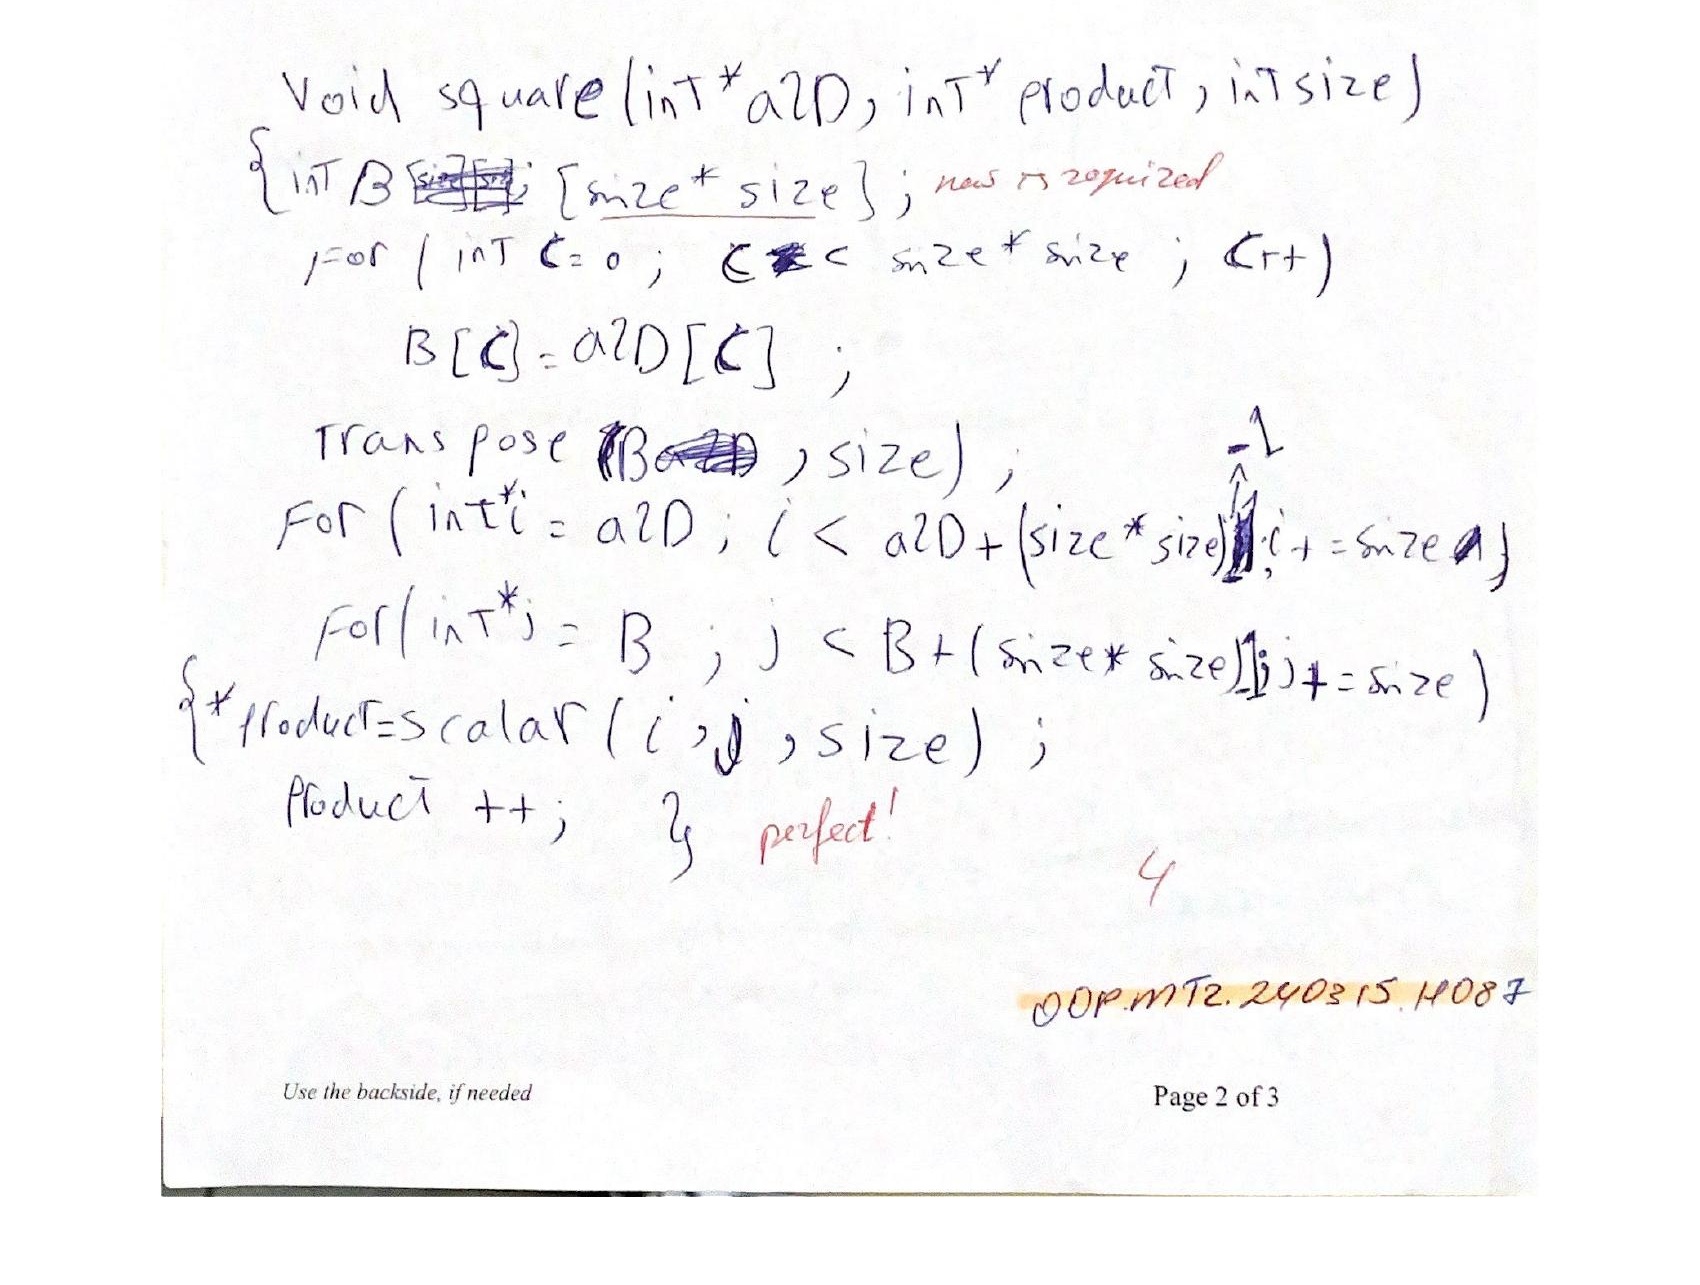 Void square (int * a2D, int * product, int size)
{ int B [size * size]; new is required
For ( int C = 0 ; C < size * size ; C++)
B[C] = a2D[C] ;
Transpose (B , size) ;
-1
For ( int * i = a2D ; i < a2D + (size * size) ; i += size)
For ( int * j = B ; j < B + ( size * size) ; j += size )
{ * product = scalar ( i , j , size) ;
Product ++ ; } perfect!
4
OOP.MT2.240315.H087
Use the backside, if needed Page 2 of 3